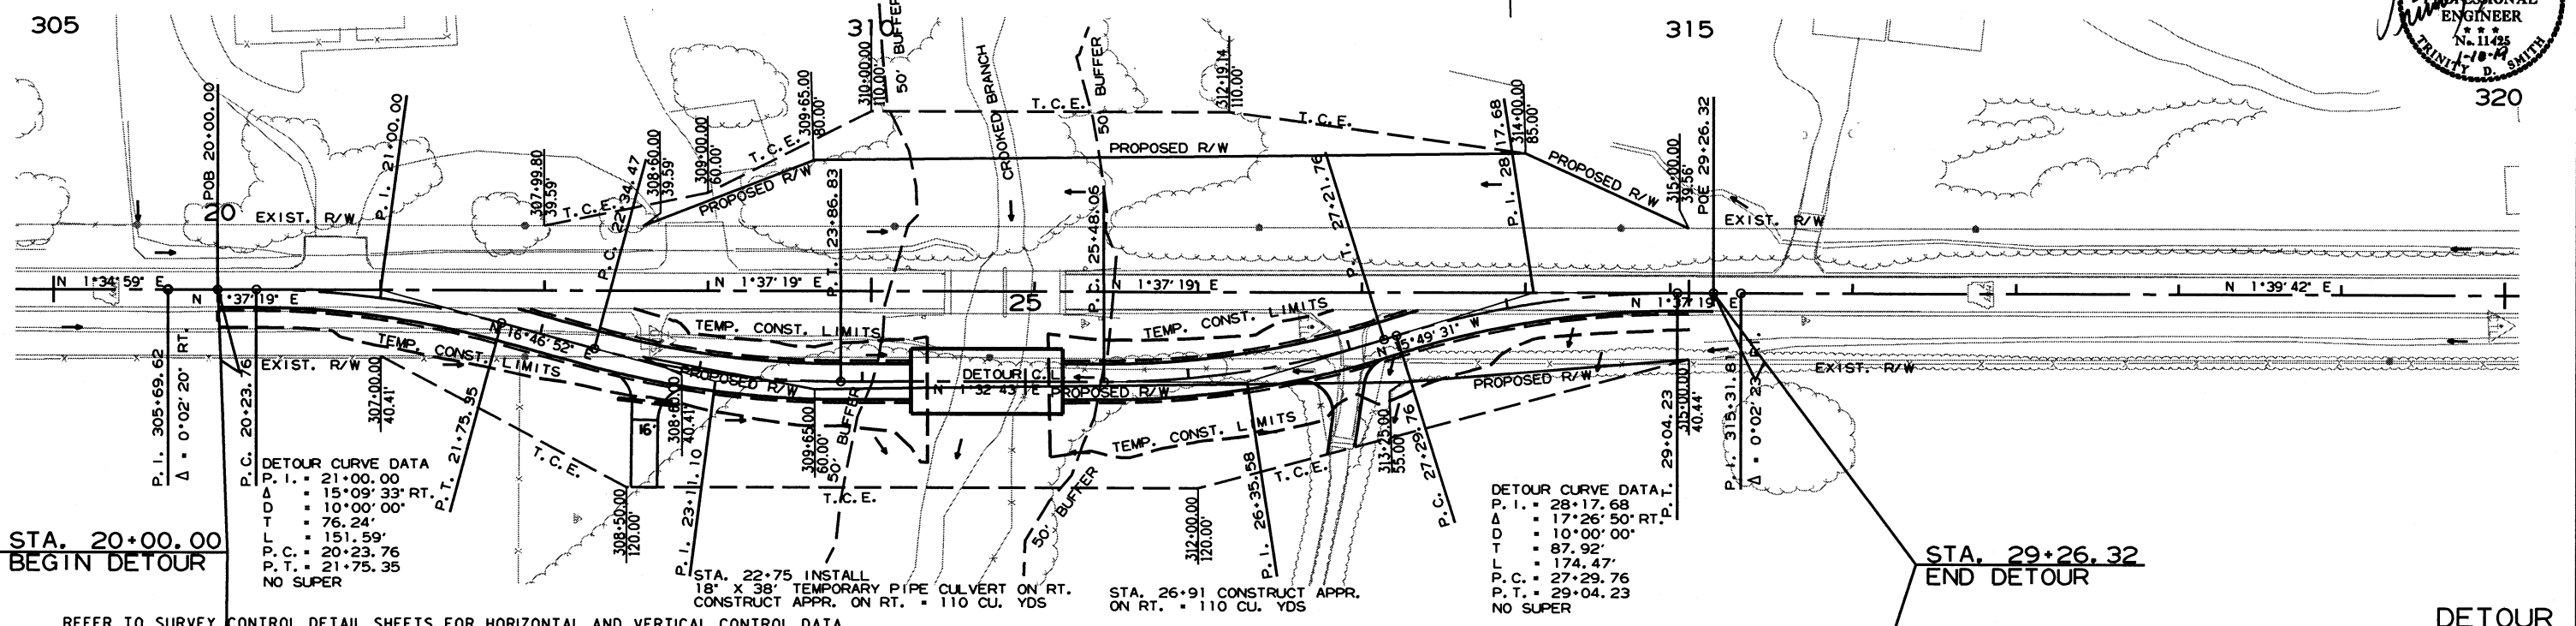 305
310
315
320
ENGINEER
No. 11425
TRINITY D. SMITH
50' BUFFER
CROOKED BRANCH
50' BUFFER
POB 20+00.00
20
EXIST. R/W
P.I. 21+00.00
307+99.80
39.59'
T.C.E.
P.C. 22+34.47
308+60.00
39.59'
309+00.00
60.00'
T.C.E.
PROPOSED R/W
309+65.00
80.00'
310+00.00
110.00'
P.T. 23+86.83
T.C.E.
P.C. 25+48.06
312+19.14
110.00'
T.C.E.
PROPOSED R/W
P.T. 27+21.76
P.I. 28+17.68
314+00.00
85.00'
PROPOSED R/W
315+00.00
39.56'
POE 29+26.32
EXIST. R/W
N 1°34'59" E
N 1°37'19" E
N 1°37'19" E
25
N 1°37'19" E
N 1°37'19" E
N 1°39'42" E
P.I. 305+69.62
Δ = 0°02'20" RT.
P.C. 20+23.76
EXIST. R/W
TEMP. CONST. LIMITS
N 16°46'52" E
TEMP. CONST. LIMITS
PROPOSED R/W
DETOUR C.L.
N 1°32'43" E
PROPOSED R/W
TEMP. CONST. LIMITS
N 15°49'31" W
PROPOSED R/W
EXIST. R/W
307+00.00
40.41'
P.T. 21+75.35
T.C.E.
16'
308+60.00
40.41'
P.I. 23+11.10
308+50.00
120.00'
309+65.00
60.00'
50' BUFFER
T.C.E.
50' BUFFER
TEMP. CONST. LIMITS
312+00.00
120.00'
P.I. 26+35.58
T.C.E.
313+25.00
55.00'
P.C. 27+29.76
P.T. 29+04.23
315+00.00
40.44'
P.I. 315+31.81
Δ = 0°02'23" RT.
DETOUR CURVE DATA
P.I. = 21+00.00
Δ = 15°09'33" RT.
D = 10°00'00"
T = 76.24'
L = 151.59'
P.C. = 20+23.76
P.T. = 21+75.35
NO SUPER
DETOUR CURVE DATA
P.I. = 28+17.68
Δ = 17°26'50" RT.
D = 10°00'00"
T = 87.92'
L = 174.47'
P.C. = 27+29.76
P.T. = 29+04.23
NO SUPER
STA. 20+00.00
BEGIN DETOUR
STA. 22+75 INSTALL
18" X 38' TEMPORARY PIPE CULVERT ON RT.
CONSTRUCT APPR. ON RT. = 110 CU. YDS
STA. 26+91 CONSTRUCT APPR.
ON RT. = 110 CU. YDS
STA. 29+26.32
END DETOUR
REFER TO SURVEY CONTROL DETAIL SHEETS FOR HORIZONTAL AND VERTICAL CONTROL DATA
DETOUR